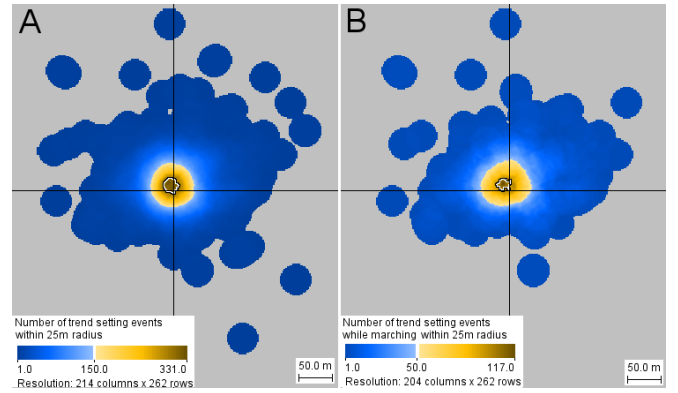 A
B
Number of trend setting events
within 25m radius
1.0 150.0 331.0
Resolution: 214 columns x 262 rows
50.0 m
Number of trend setting events
while marching within 25m radius
1.0 50.0 117.0
Resolution: 204 columns x 262 rows
50.0 m